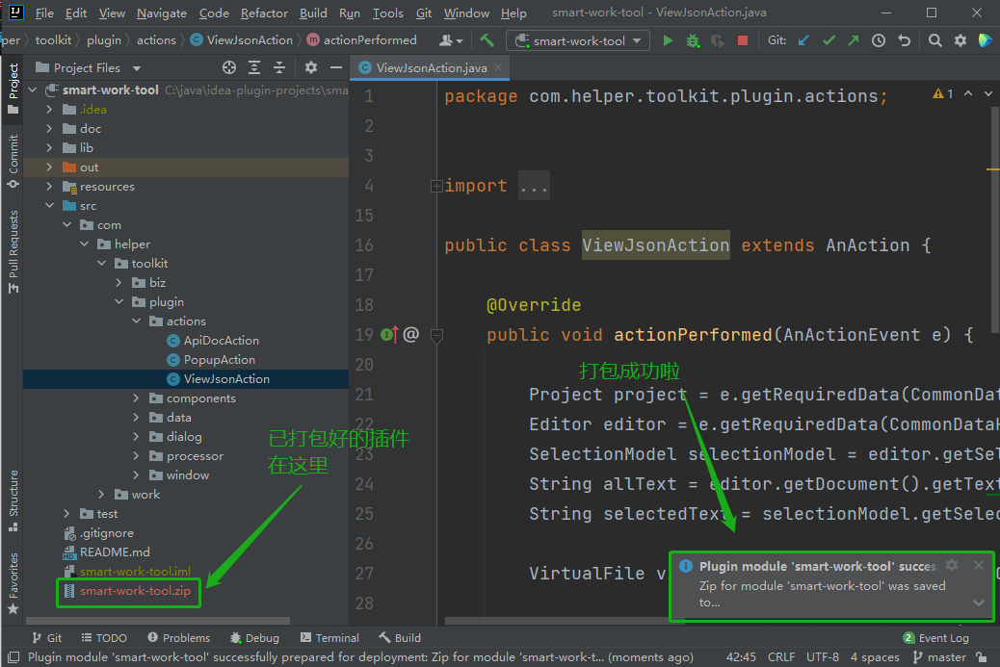 File Edit View Navigate Code Refactor Build Run Tools Git Window Help smart-work-tool - ViewJsonAction.java
per toolkit plugin actions ViewJsonAction actionPerformed smart-work-tool Git:
Project Files ViewJsonAction.java
Project
Commit
Pull Requests
Structure
Favorites
smart-work-tool C:\java\idea-plugin-projects\sma
.idea
doc
lib
out
resources
src
com
helper
toolkit
biz
plugin
actions
ApiDocAction
PopupAction
ViewJsonAction
components
data
dialog
processor
window
work
test
.gitignore
README.md
smart-work-tool.iml
smart-work-tool.zip
已打包好的插件
在这里
1 package com.helper.toolkit.plugin.actions; 1
2
3
4 import ...
15
16 public class ViewJsonAction extends AnAction {
17
18 @Override
19 @ public void actionPerformed(AnActionEvent e) {
20
打包成功啦
21 Project project = e.getRequiredData(CommonDat
22 Editor editor = e.getRequiredData(CommonDataK
23 SelectionModel selectionModel = editor.getSel
24 String allText = editor.getDocument().getText
25 String selectedText = selectionModel.getSelec
26
27 VirtualFile v
28
Plugin module 'smart-work-tool' succes
Zip for module 'smart-work-tool' was saved
to...
Git TODO Problems Debug Terminal Build 2 Event Log
Plugin module 'smart-work-tool' successfully prepared for deployment: Zip for module 'smart-work-t... (moments ago) 42:45 CRLF UTF-8 4 spaces master